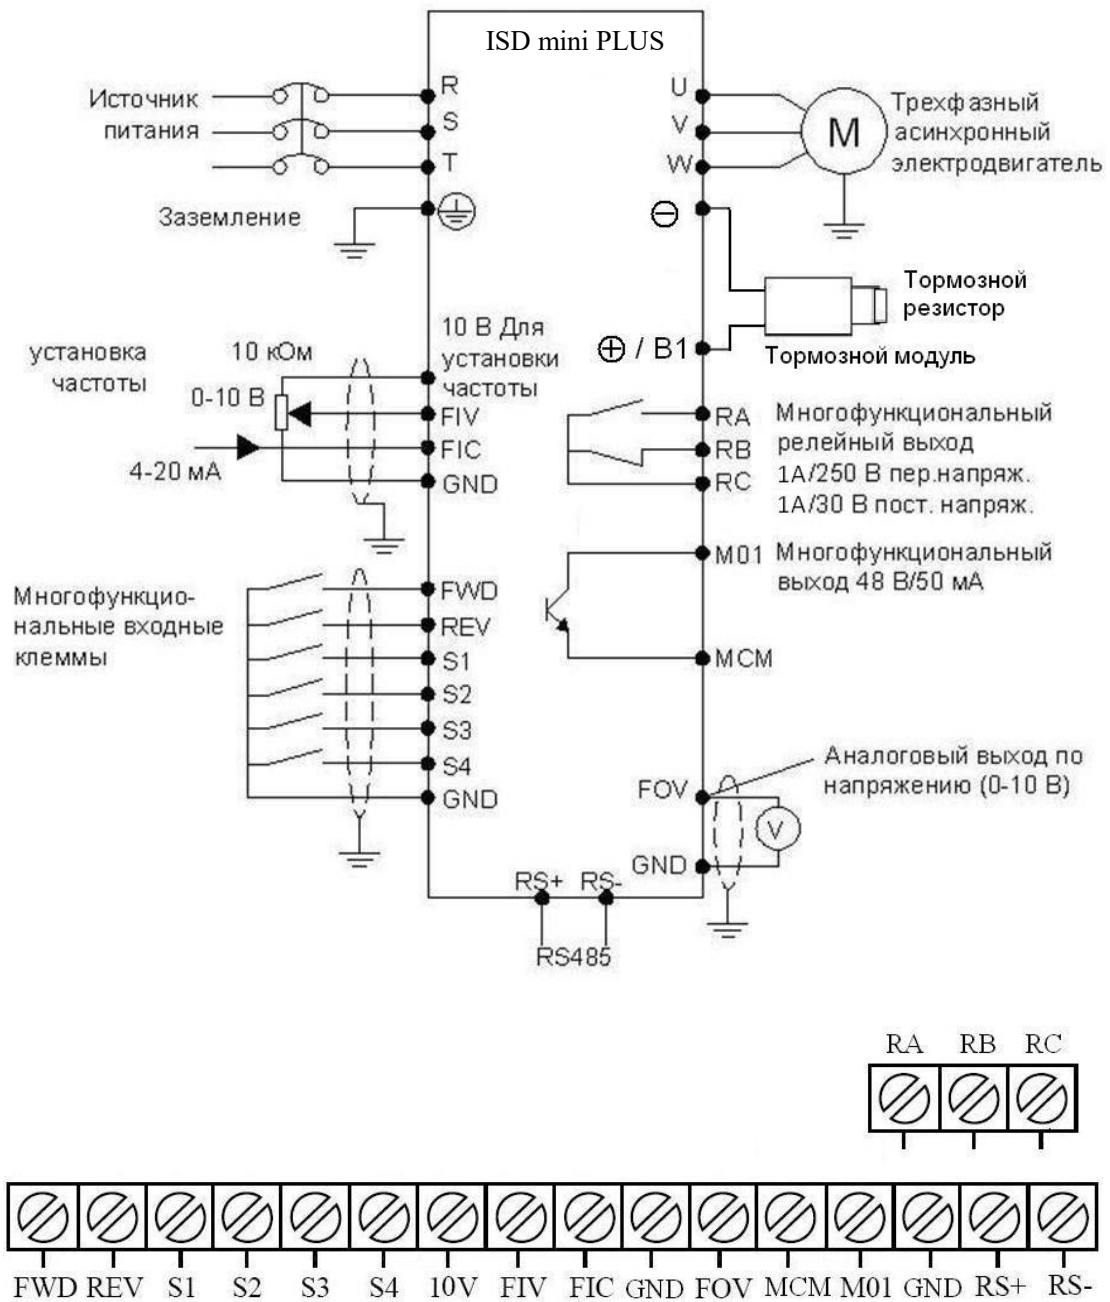 ISD mini PLUS
Источник
питания
R
S
T
Заземление
U
V
W
M
Трехфазный
асинхронный
электродвигатель
Тормозной
резистор
⊕ / B1
Тормозной модуль
установка
частоты
10 кОм
0-10 В
4-20 мА
10 В Для
установки
частоты
FIV
FIC
GND
RA
RB
RC
Многофункциональный
релейный выход
1А/250 В пер.напряж.
1А/30 В пост. напряж.
M01
Многофункциональный
выход 48 В/50 мА
MCM
Многофункцио-
нальные входные
клеммы
FWD
REV
S1
S2
S3
S4
GND
FOV
GND
V
Аналоговый выход по
напряжению (0-10 В)
RS+ RS-
RS485
RA RB RC
FWD REV S1 S2 S3 S4 10V FIV FIC GND FOV MCM M01 GND RS+ RS-